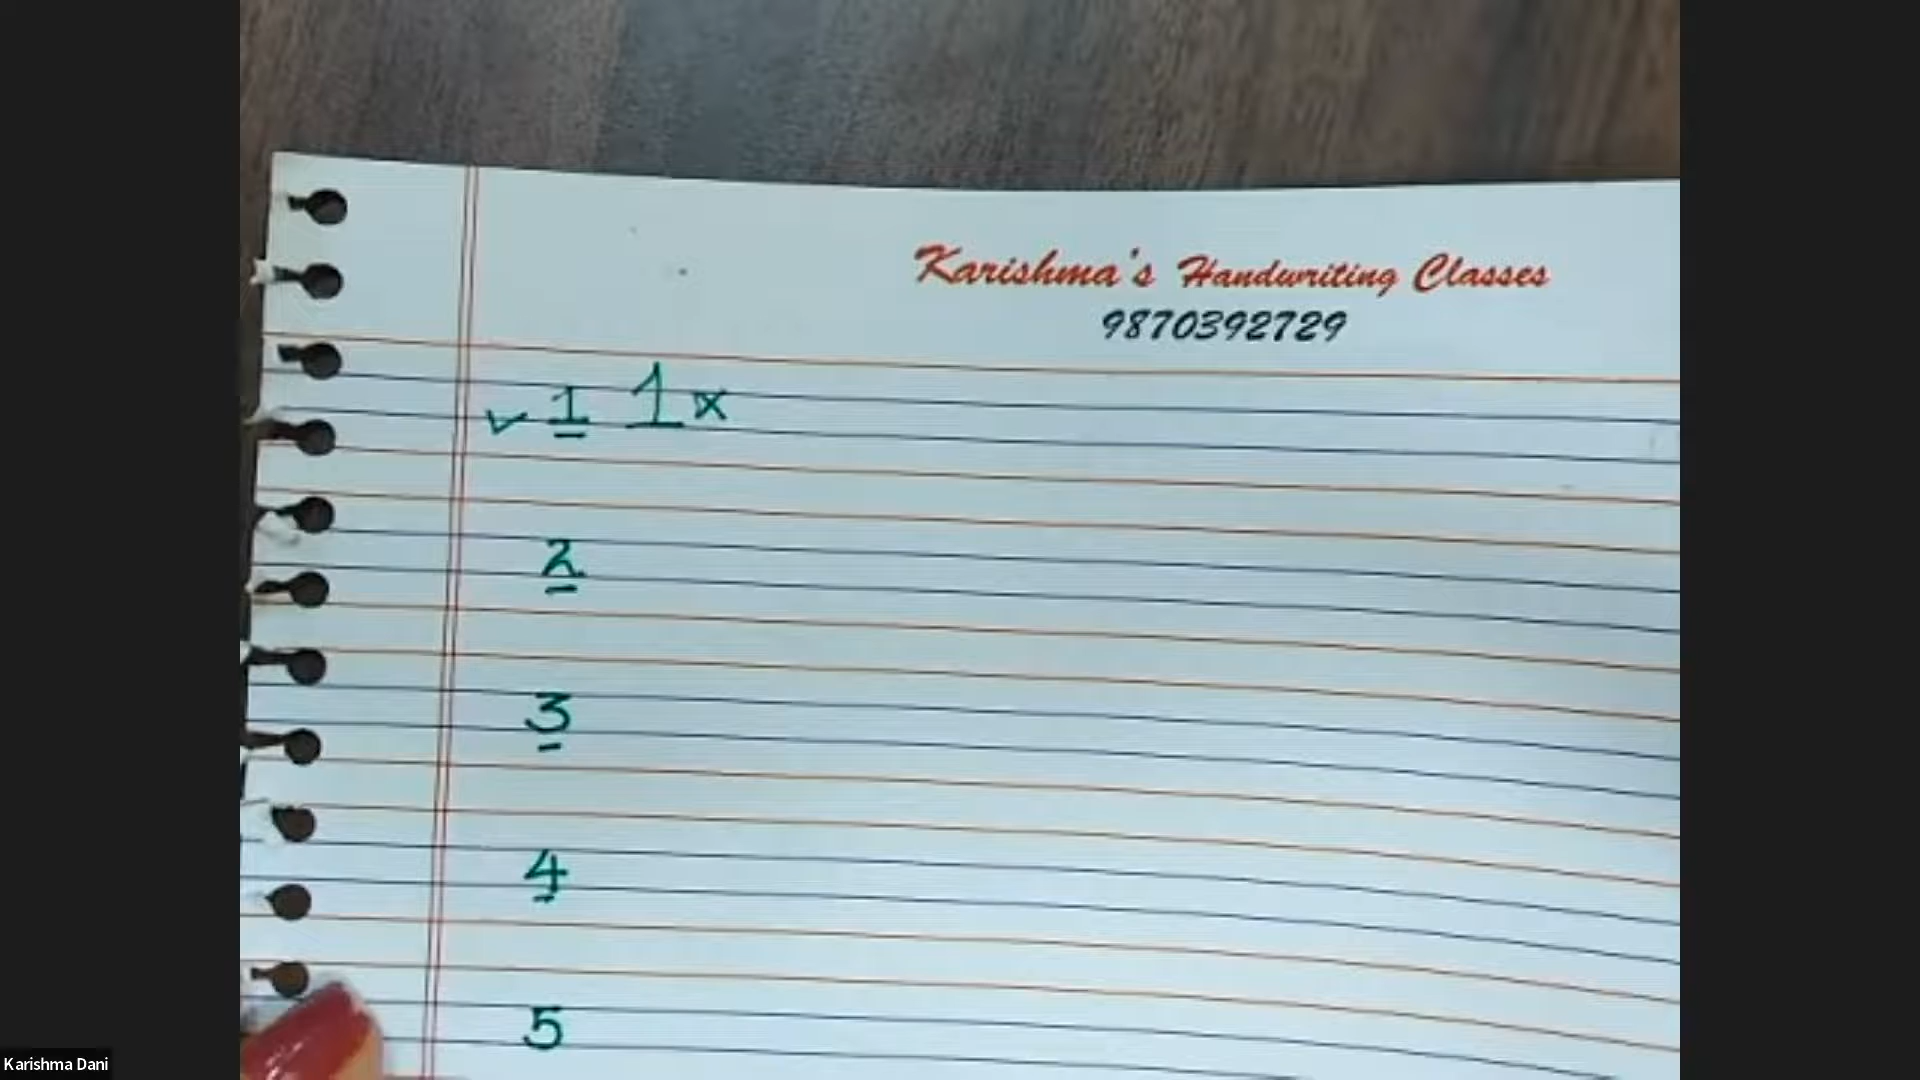 Karishma's Handwriting Classes
9870392729
✓ 1 1 x
2
3
4
5
Karishma Dani